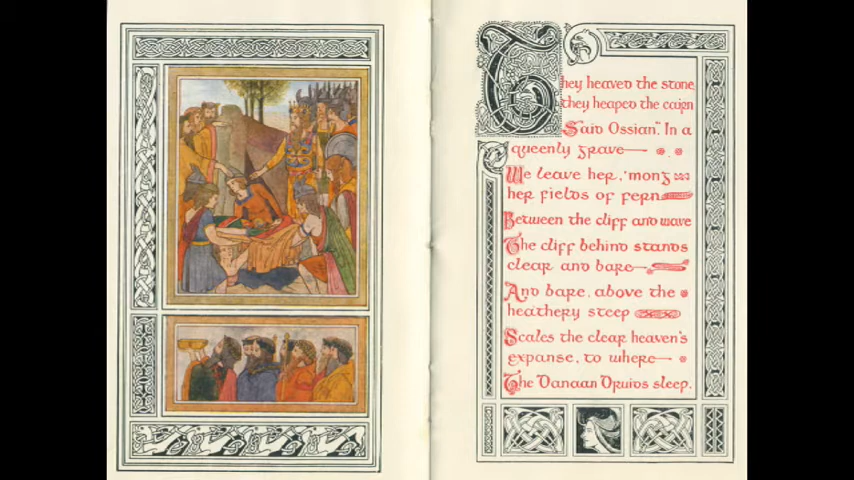 They heaved the stone,
they heaped the cairn
Said Ossian". In a
queenly grave
We leave her, 'mong
her fields of fern
Between the cliff and wave
The cliff behind stands
clear and bare
And bare, above the
heathery steep
Scales the clear heaven's
expanse, to where
The Danaan Druids sleep.